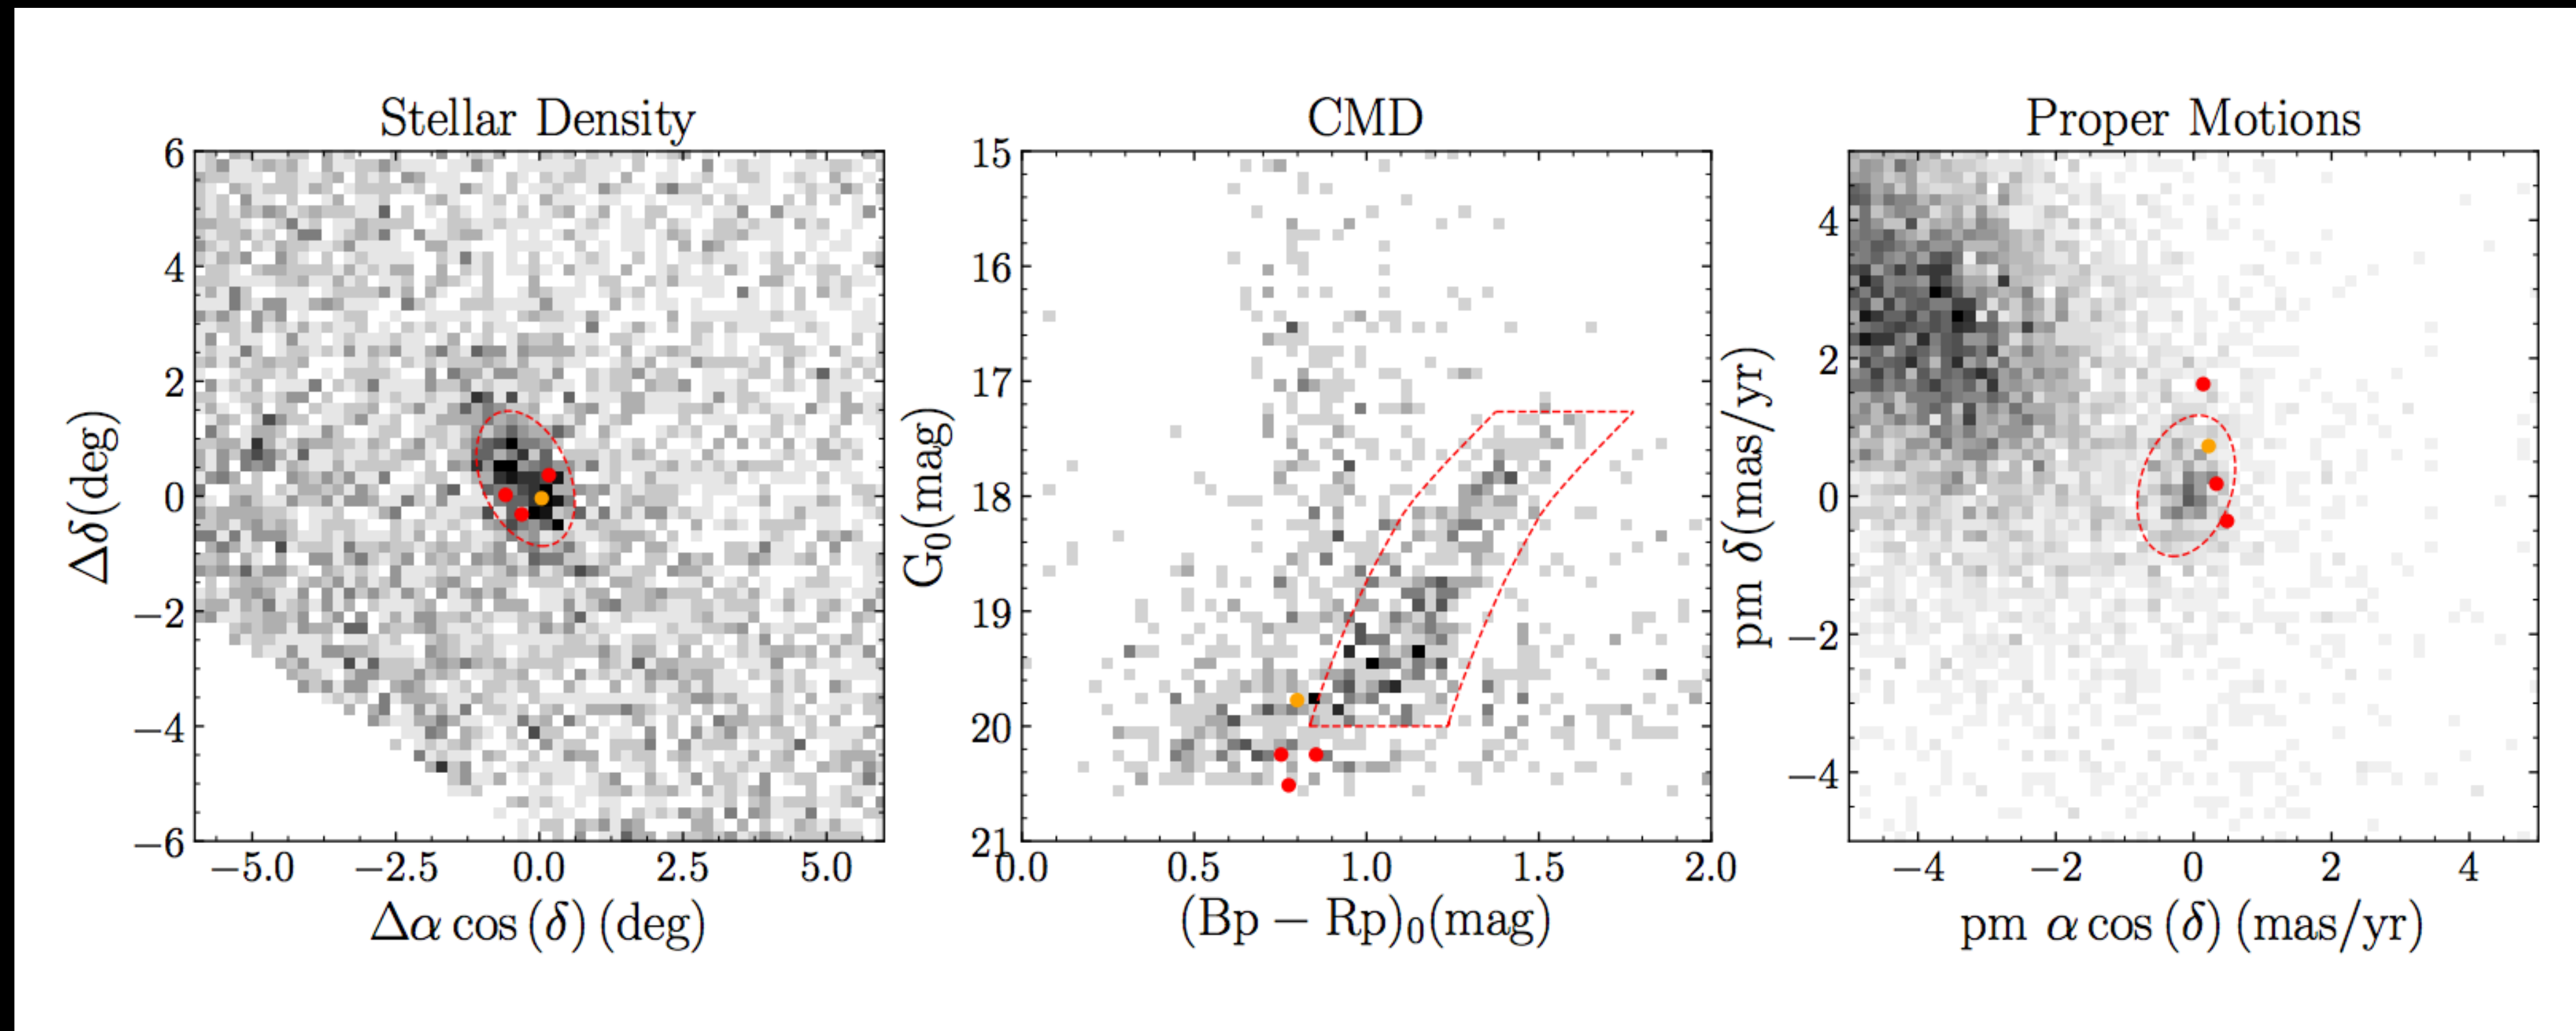 Stellar Density
6
4
2
0
−2
−4
−6
−5.0 −2.5 0.0 2.5 5.0
Δδ(deg)
Δα cos (δ) (deg)
CMD
15
16
17
18
19
20
21
0.0 0.5 1.0 1.5 2.0
G₀(mag)
(Bp − Rp)₀(mag)
Proper Motions
4
2
0
−2
−4
−4 −2 0 2 4
pm δ(mas/yr)
pm α cos (δ) (mas/yr)